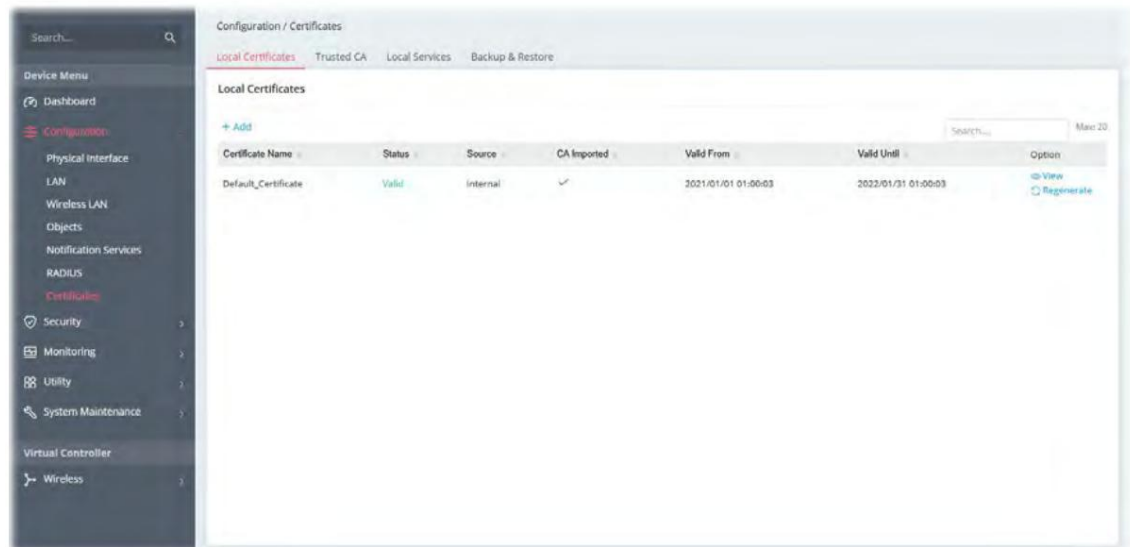 Search...
Device Menu
Dashboard
Configuration
Physical Interface
LAN
Wireless LAN
Objects
Notification Services
RADIUS
Certificates
Security
Monitoring
Utility
System Maintenance
Virtual Controller
Wireless
Configuration / Certificates
Local Certificates Trusted CA Local Services Backup & Restore
Local Certificates
+ Add Search... Max: 20
Certificate Name Status Source CA Imported Valid From Valid Until Option
Default_Certificate Valid Internal ✓ 2021/01/01 01:00:03 2022/01/31 01:00:03 View
Regenerate